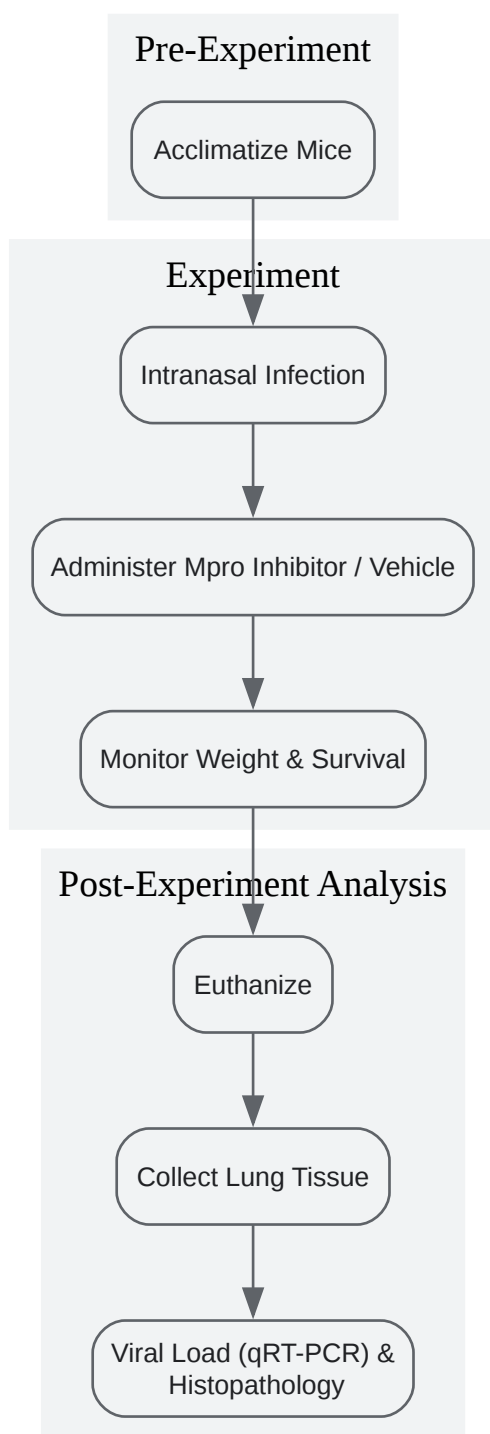 Pre-Experiment
Acclimatize Mice
Experiment
Intranasal Infection
Administer Mpro Inhibitor / Vehicle
Monitor Weight & Survival
Post-Experiment Analysis
Euthanize
Collect Lung Tissue
Viral Load (qRT-PCR) &
Histopathology